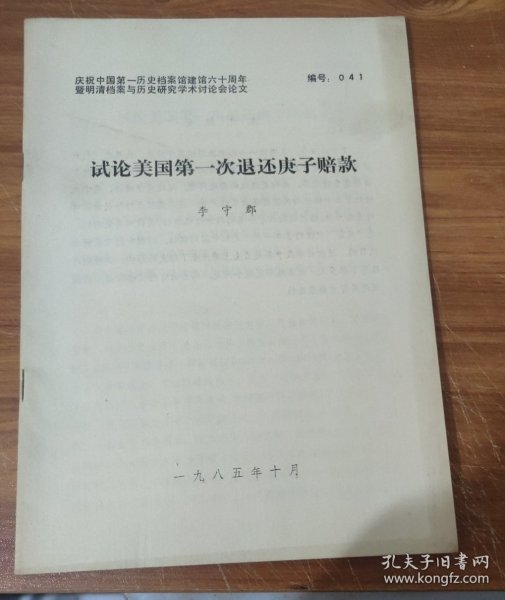 庆祝中国第一历史档案馆建馆六十周年
暨明清档案与历史研究学术讨论会论文
编号：041
试论美国第一次退还庚子赔款
李守郡
一九八五年十月
孔夫子旧书网
www.kongfz.com